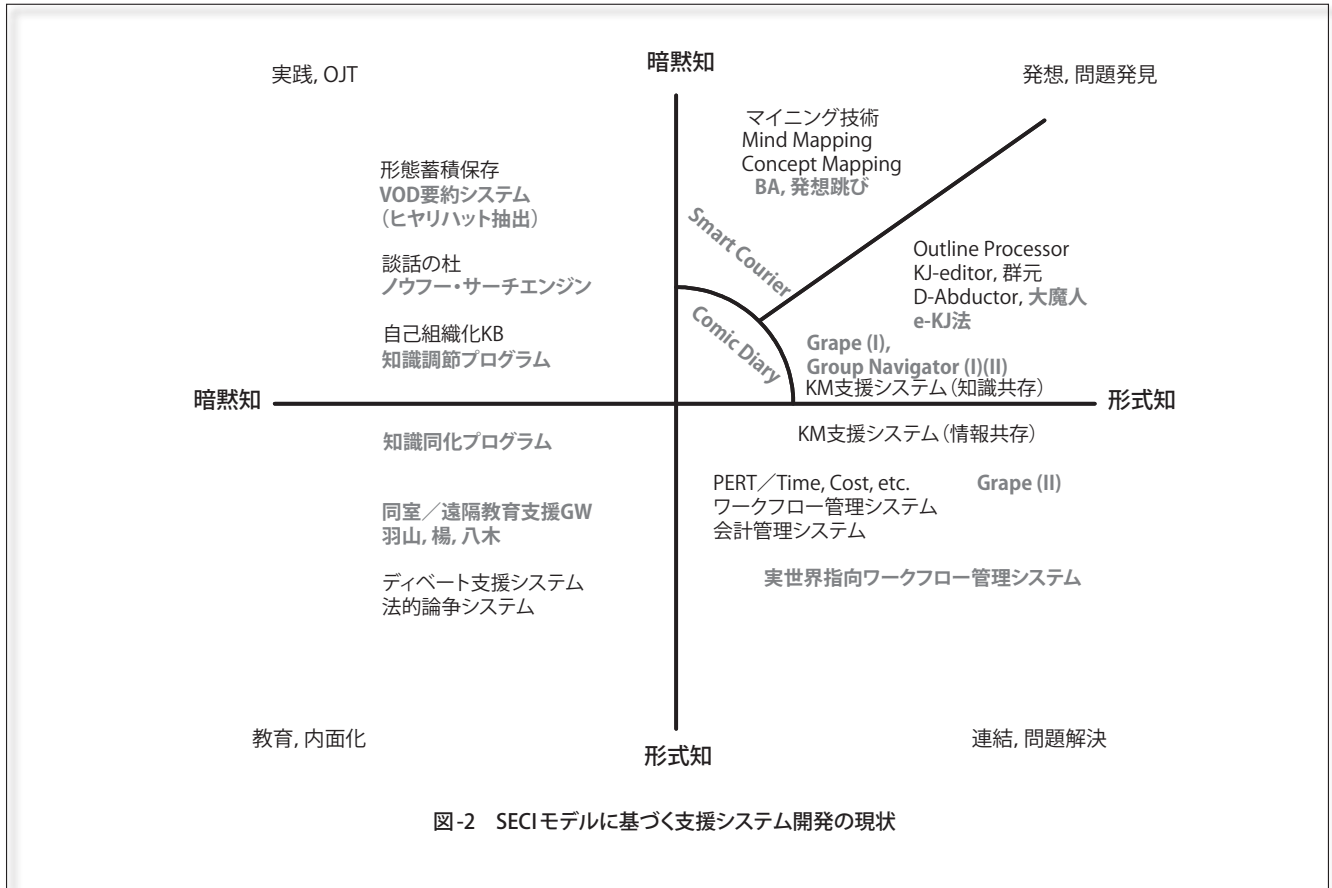 暗黙知
実践, OJT
発想, 問題発見
マイニング技術
Mind Mapping
Concept Mapping
BA, 発想跳び
形態蓄積保存
VOD要約システム
（ヒヤリハット抽出）
談話の杜
ノウフー・サーチエンジン
自己組織化KB
知識調節プログラム
Smart Courier
Comic Diary
Outline Processor
KJ-editor, 群元
D-Abductor, 大魔人
e-KJ法
Grape (I),
Group Navigator (I)(II)
KM支援システム（知識共存）
暗黙知
形式知
知識同化プログラム
同室／遠隔教育支援GW
羽山, 楊, 八木
ディベート支援システム
法的論争システム
KM支援システム（情報共存）
PERT／Time, Cost, etc.
Grape (II)
ワークフロー管理システム
会計管理システム
実世界指向ワークフロー管理システム
教育, 内面化
連結, 問題解決
形式知
図-2 SECIモデルに基づく支援システム開発の現状